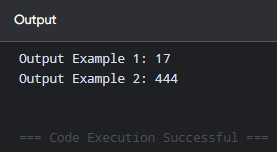 Output
Output Example 1: 17
Output Example 2: 444
=== Code Execution Successful ===